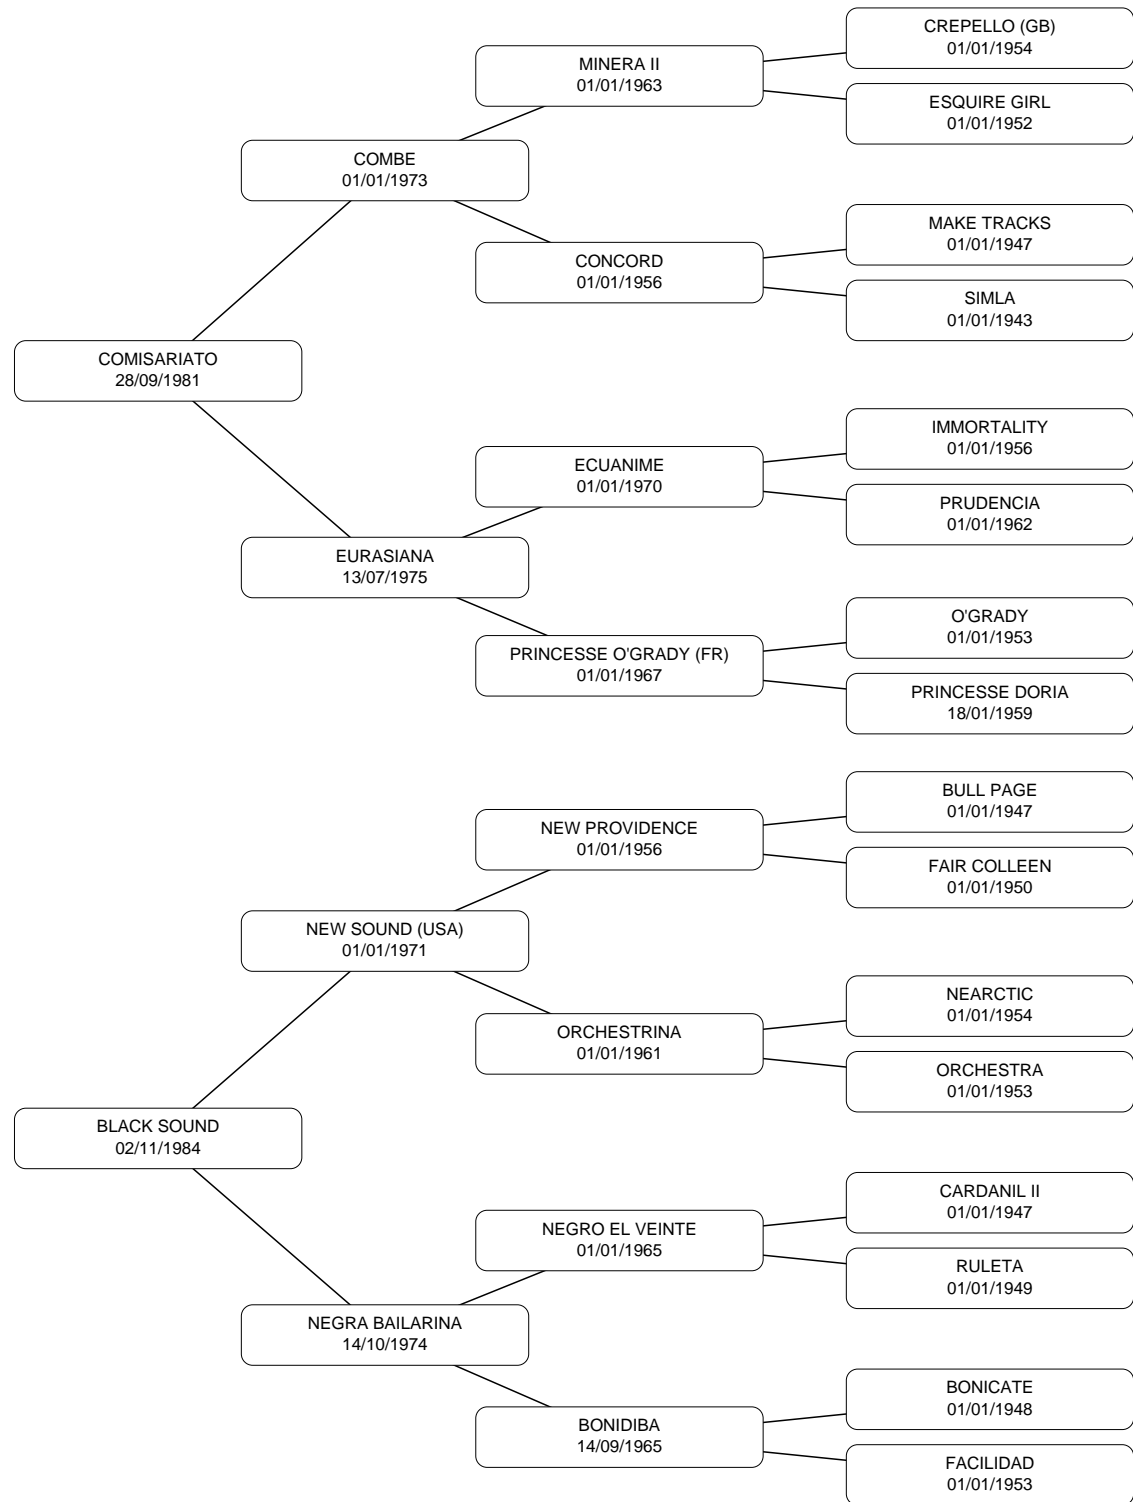 CREPELLO (GB)
01/01/1954
MINERA II
01/01/1963
ESQUIRE GIRL
01/01/1952
COMBE
01/01/1973
MAKE TRACKS
01/01/1947
CONCORD
01/01/1956
SIMLA
01/01/1943
COMISARIATO
28/09/1981
IMMORTALITY
01/01/1956
ECUANIME
01/01/1970
PRUDENCIA
01/01/1962
EURASIANA
13/07/1975
O'GRADY
01/01/1953
PRINCESSE O'GRADY (FR)
01/01/1967
PRINCESSE DORIA
18/01/1959
BULL PAGE
01/01/1947
NEW PROVIDENCE
01/01/1956
FAIR COLLEEN
01/01/1950
NEW SOUND (USA)
01/01/1971
NEARCTIC
01/01/1954
ORCHESTRINA
01/01/1961
ORCHESTRA
01/01/1953
BLACK SOUND
02/11/1984
CARDANIL II
01/01/1947
NEGRO EL VEINTE
01/01/1965
RULETA
01/01/1949
NEGRA BAILARINA
14/10/1974
BONICATE
01/01/1948
BONIDIBA
14/09/1965
FACILIDAD
01/01/1953